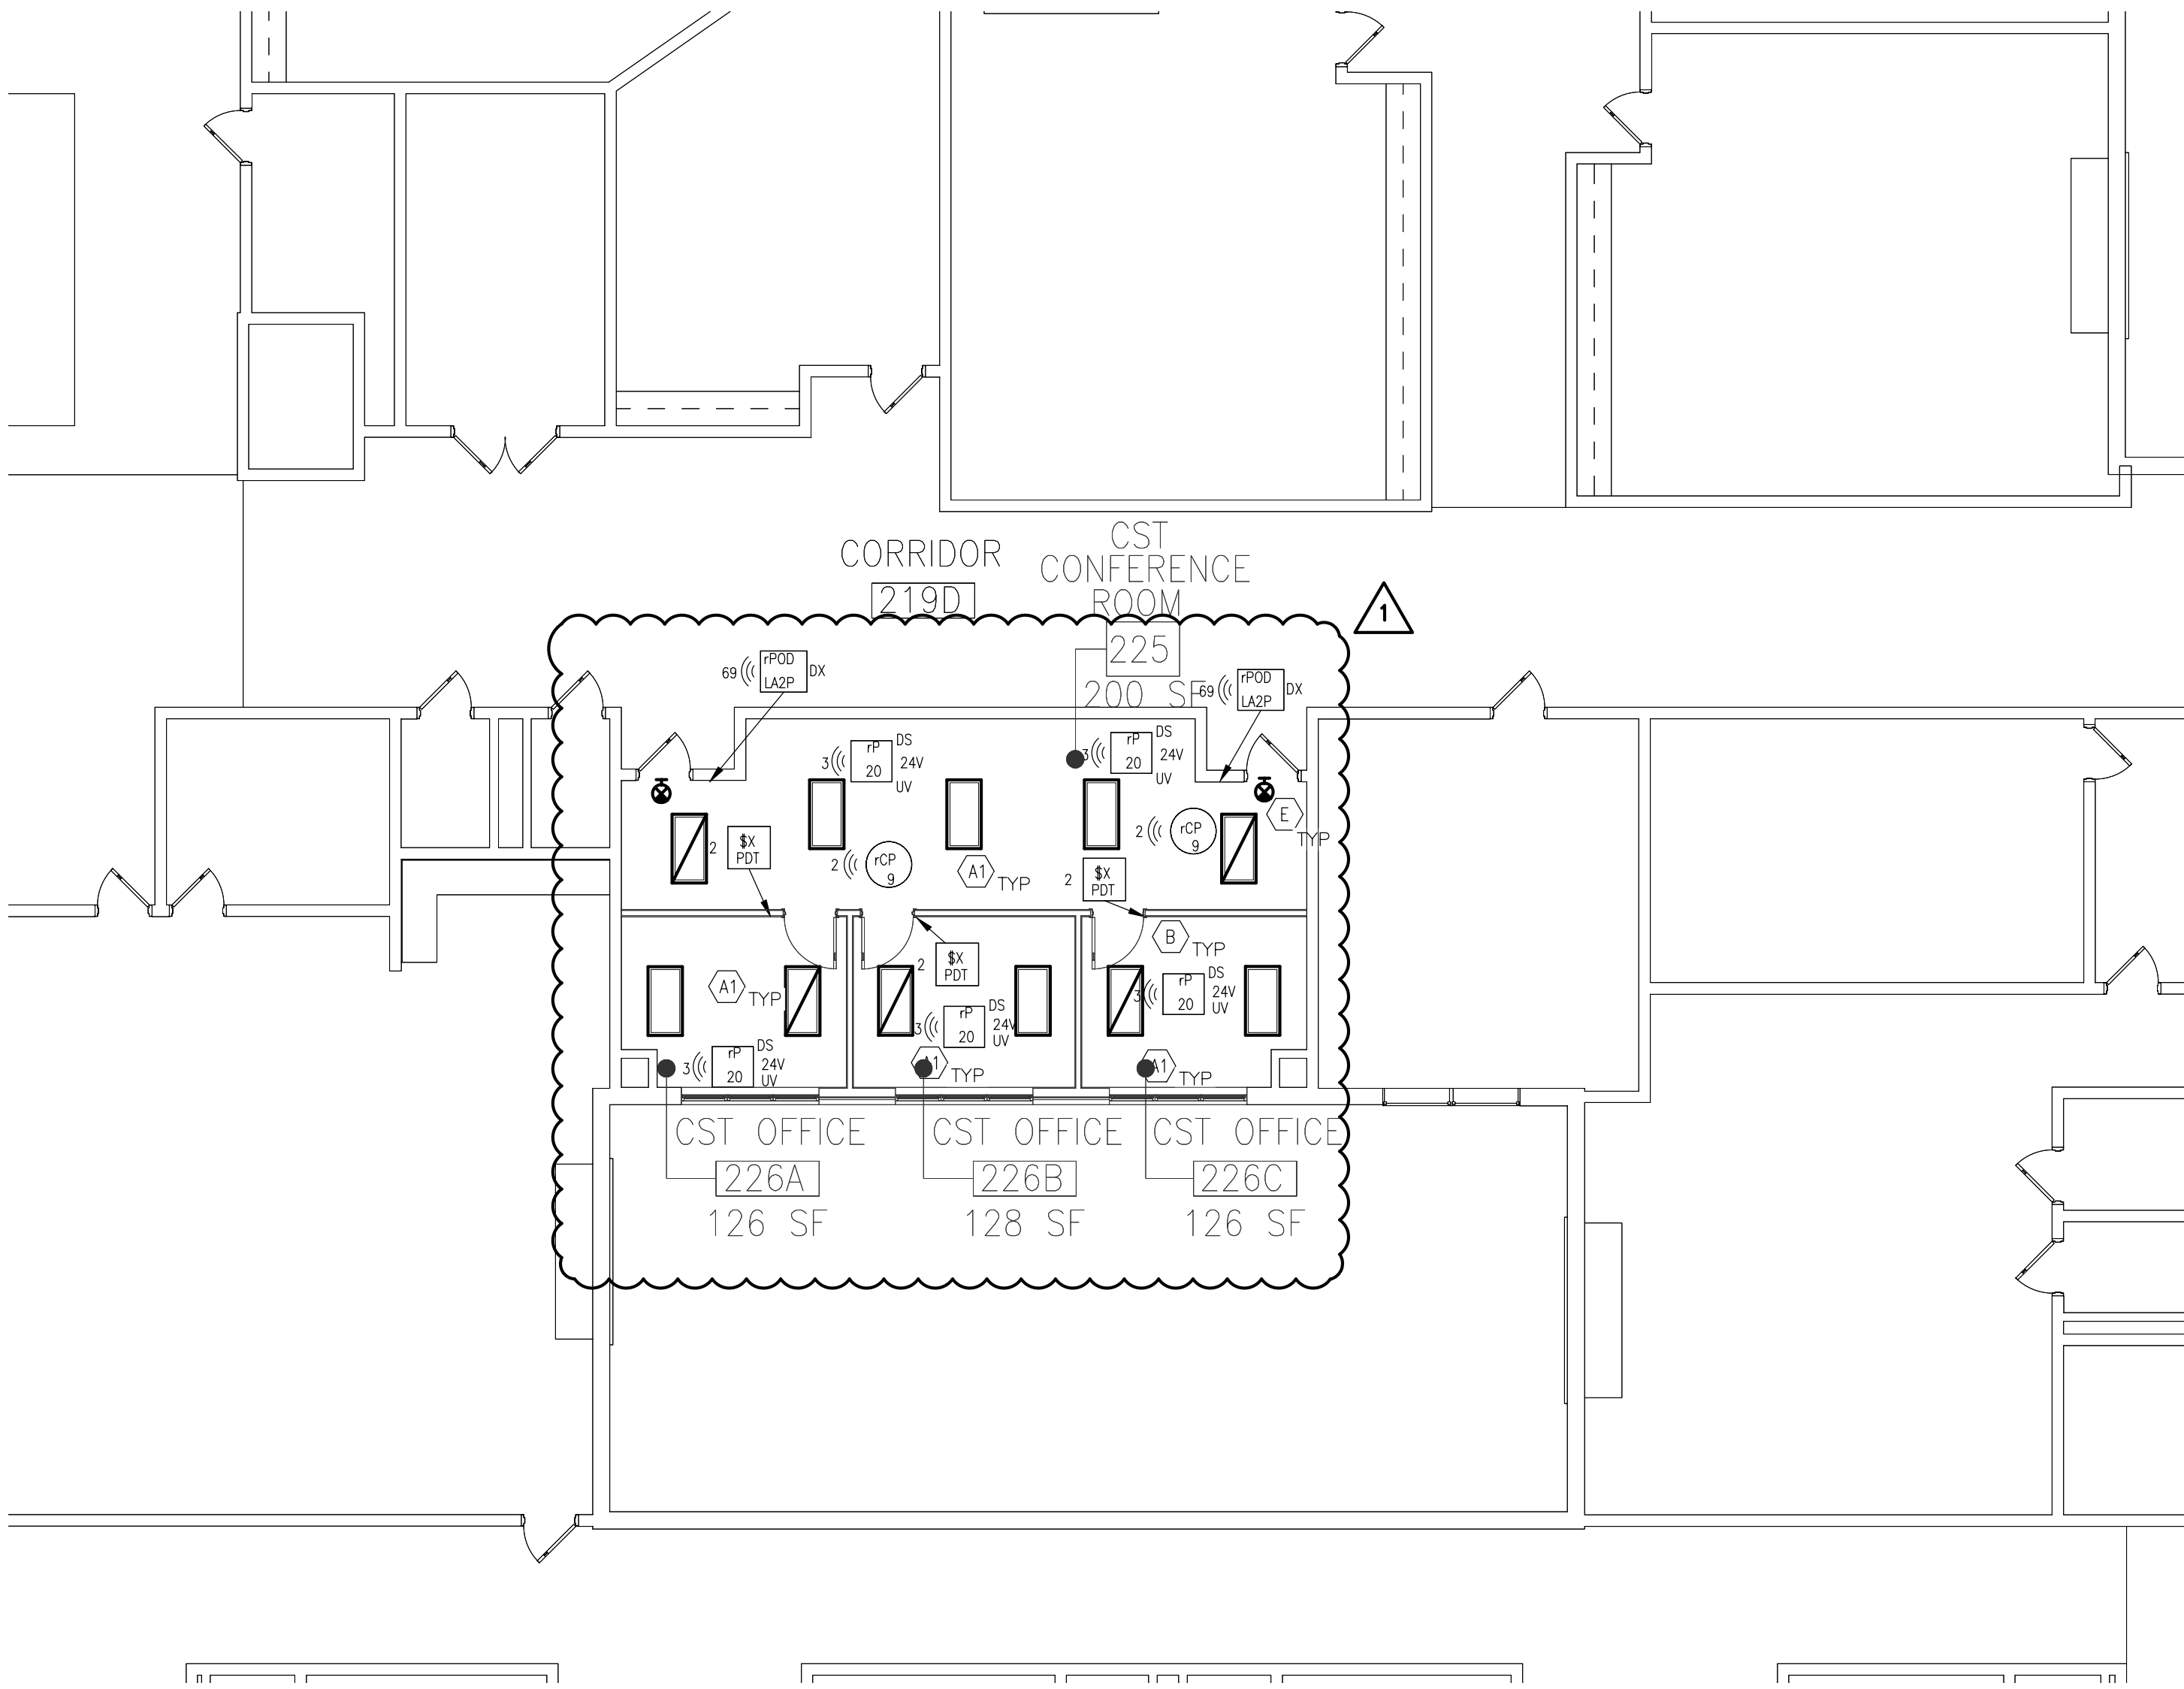 CORRIDOR
219D
CST
CONFERENCE
ROOM
225
200 SF
1
69
rPOD
LA2P
DX
69
rPOD
LA2P
DX
3
rP
20
DS
24V
UV
3
rP
20
DS
24V
UV
2
$X
PDT
2
rCP
9
A1
TYP
2
rCP
9
E
TYP
2
$X
PDT
B
TYP
A1
TYP
2
$X
PDT
3
rP
20
DS
24V
UV
3
rP
20
DS
24V
UV
3
rP
20
DS
24V
UV
A1
TYP
A1
TYP
CST OFFICE
226A
126 SF
CST OFFICE
226B
128 SF
CST OFFICE
226C
126 SF